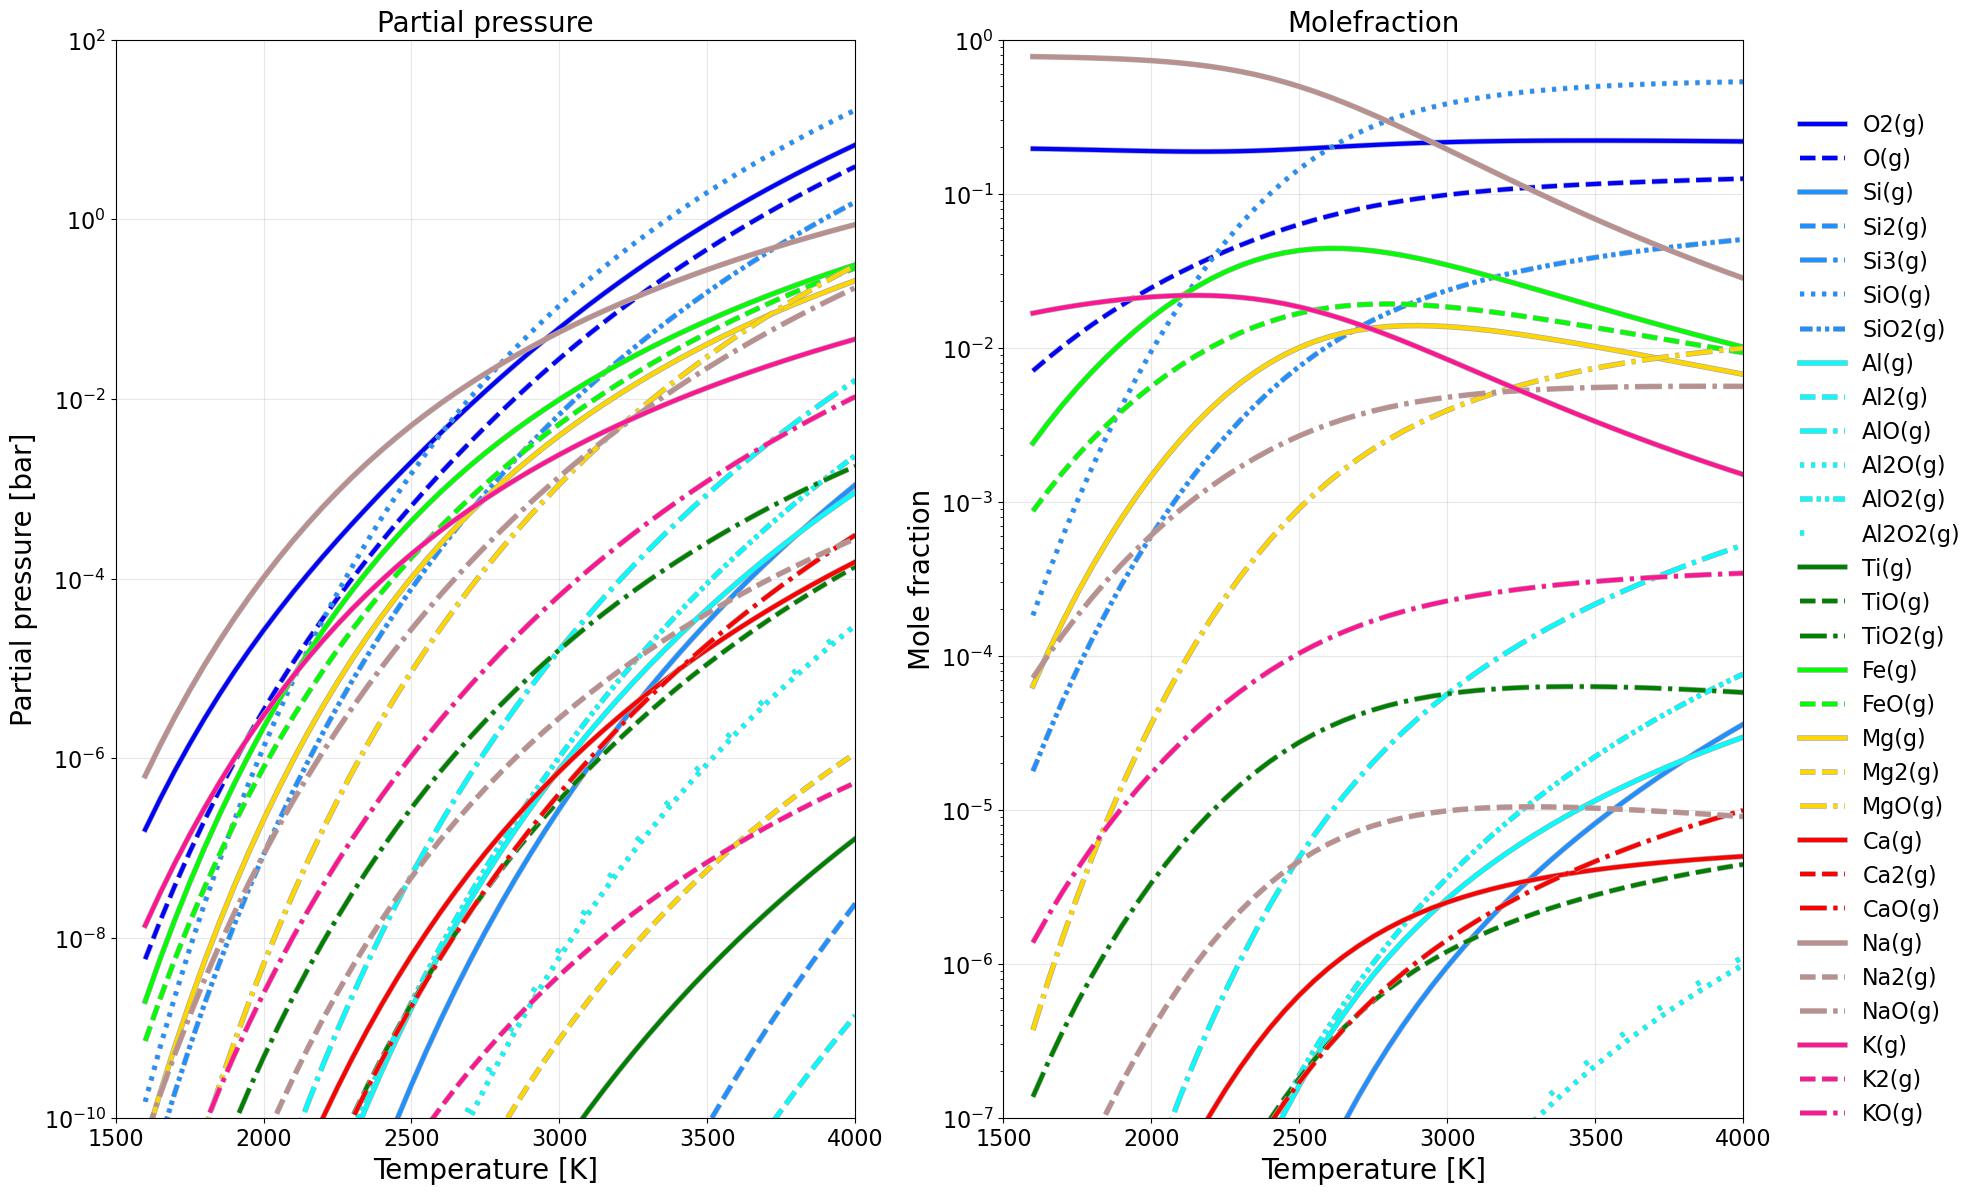 Partial pressure
10^2
10^0
10^-2
10^-4
10^-6
10^-8
10^-10
Partial pressure [bar]
1500 2000 2500 3000 3500 4000
Temperature [K]
Molefraction
10^0
10^-1
10^-2
10^-3
10^-4
10^-5
10^-6
10^-7
Mole fraction
1500 2000 2500 3000 3500 4000
Temperature [K]
O2(g)
O(g)
Si(g)
Si2(g)
Si3(g)
SiO(g)
SiO2(g)
Al(g)
Al2(g)
AlO(g)
Al2O(g)
AlO2(g)
Al2O2(g)
Ti(g)
TiO(g)
TiO2(g)
Fe(g)
FeO(g)
Mg(g)
Mg2(g)
MgO(g)
Ca(g)
Ca2(g)
CaO(g)
Na(g)
Na2(g)
NaO(g)
K(g)
K2(g)
KO(g)